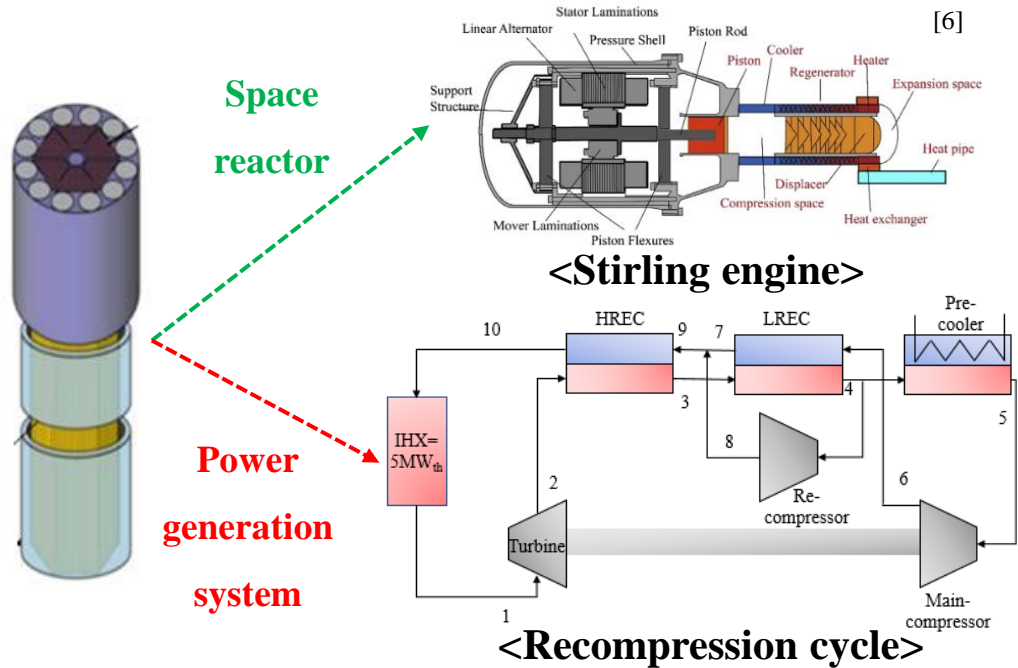 Space
reactor
Power
generation
system
[6]
Stator Laminations
Linear Alternator
Pressure Shell
Piston Rod
Piston
Cooler
Regenerator
Heater
Expansion space
Support
Structure
Heat pipe
Displacer
Compression space
Heat exchanger
Mover Laminations
Piston Flexures
<Stirling engine>
10
HREC
9
7
LREC
Pre-
cooler
3
4
5
IHX=
5MWth
8
2
6
Re-
compressor
Turbine
1
Main-
compressor
<Recompression cycle>